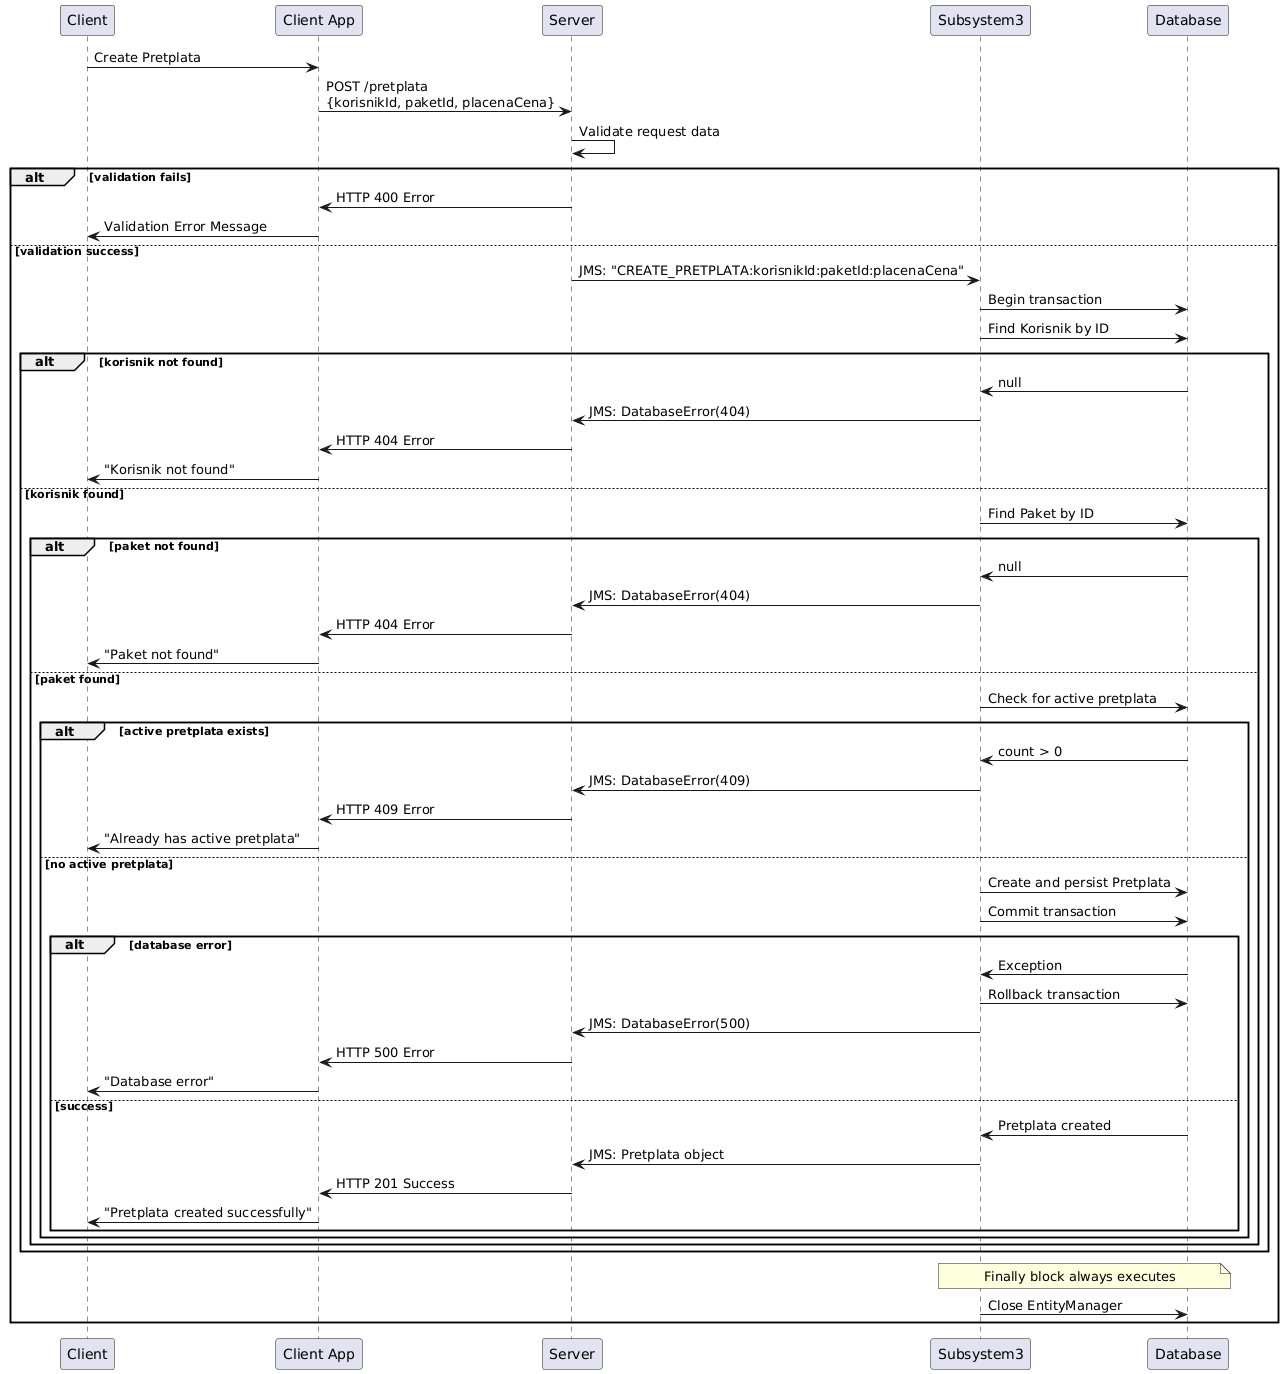 Client
Client App
Server
Subsystem3
Database
Create Pretplata
POST /pretplata
{korisnikId, paketId, placenaCena}
Validate request data
alt
[validation fails]
HTTP 400 Error
Validation Error Message
[validation success]
JMS: "CREATE_PRETPLATA:korisnikId:paketId:placenaCena"
Begin transaction
Find Korisnik by ID
alt
[korisnik not found]
null
JMS: DatabaseError(404)
HTTP 404 Error
"Korisnik not found"
[korisnik found]
Find Paket by ID
alt
[paket not found]
null
JMS: DatabaseError(404)
HTTP 404 Error
"Paket not found"
[paket found]
Check for active pretplata
alt
[active pretplata exists]
count > 0
JMS: DatabaseError(409)
HTTP 409 Error
"Already has active pretplata"
[no active pretplata]
Create and persist Pretplata
Commit transaction
alt
[database error]
Exception
Rollback transaction
JMS: DatabaseError(500)
HTTP 500 Error
"Database error"
[success]
Pretplata created
JMS: Pretplata object
HTTP 201 Success
"Pretplata created successfully"
Finally block always executes
Close EntityManager
Client
Client App
Server
Subsystem3
Database